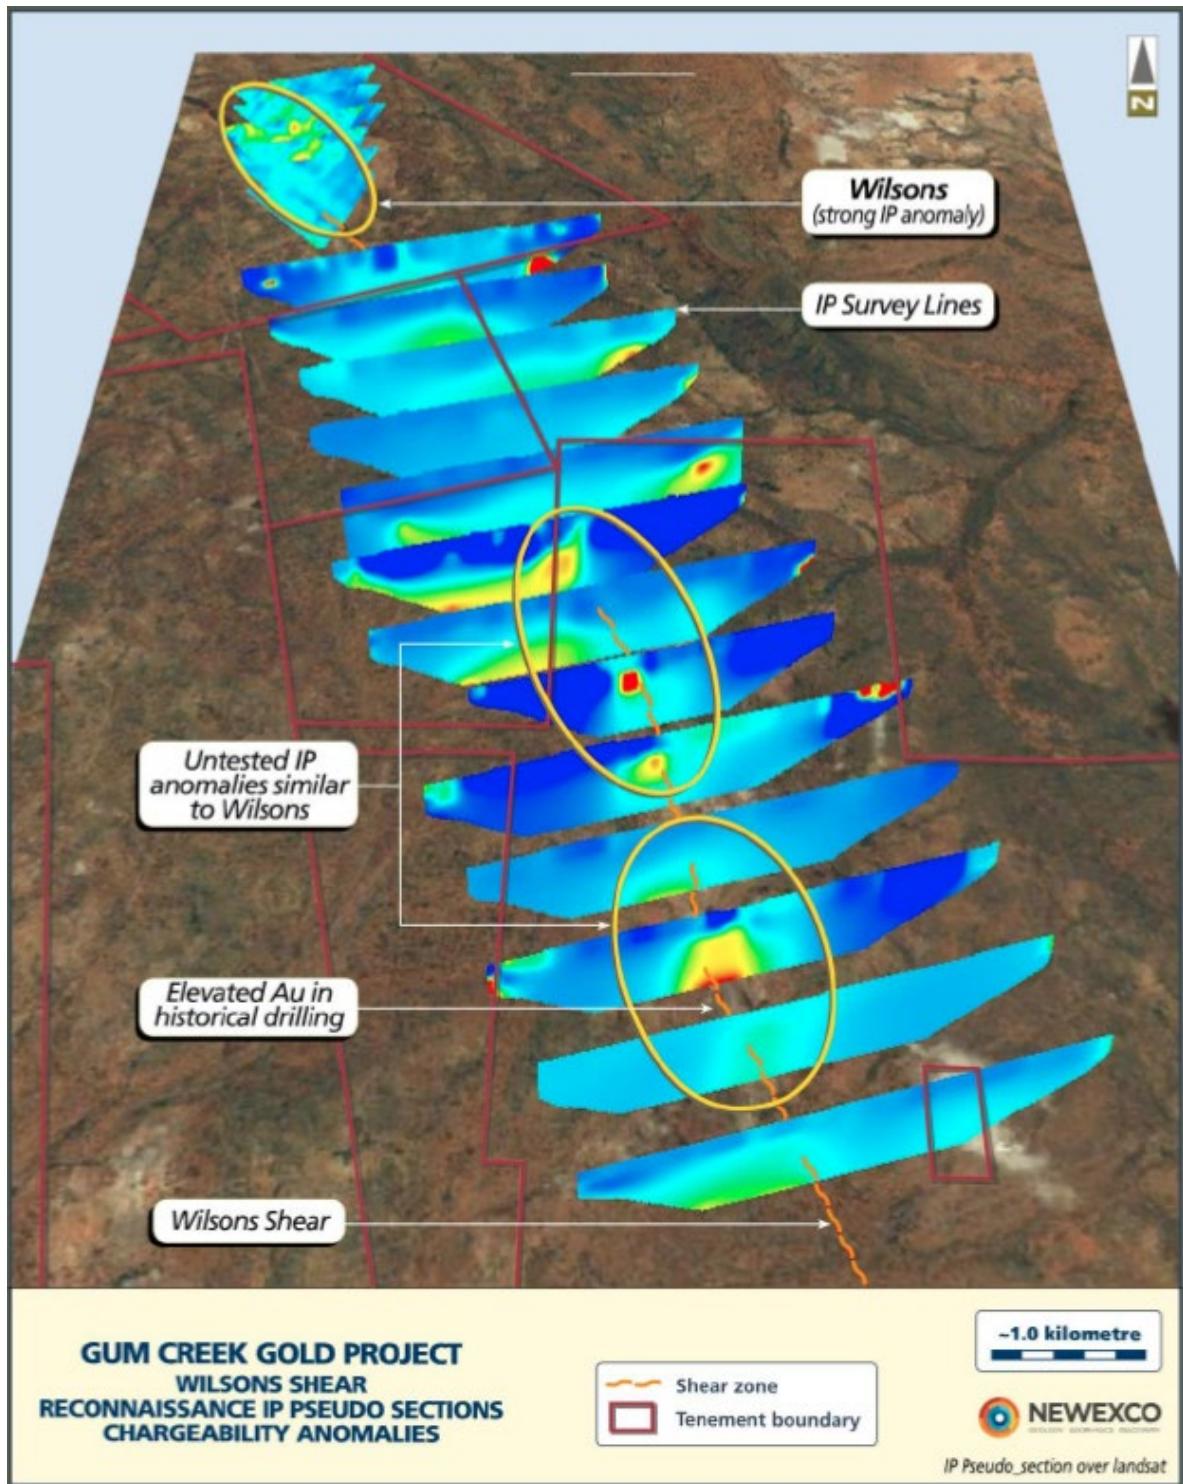 N
Wilsons
(strong IP anomaly)
IP Survey Lines
Untested IP
anomalies similar
to Wilsons
Elevated Au in
historical drilling
Wilsons Shear
GUM CREEK GOLD PROJECT
WILSONS SHEAR
RECONNAISSANCE IP PSEUDO SECTIONS
CHARGEABILITY ANOMALIES
Shear zone
Tenement boundary
~1.0 kilometre
NEWEXCO
IP Pseudo_section over landsat